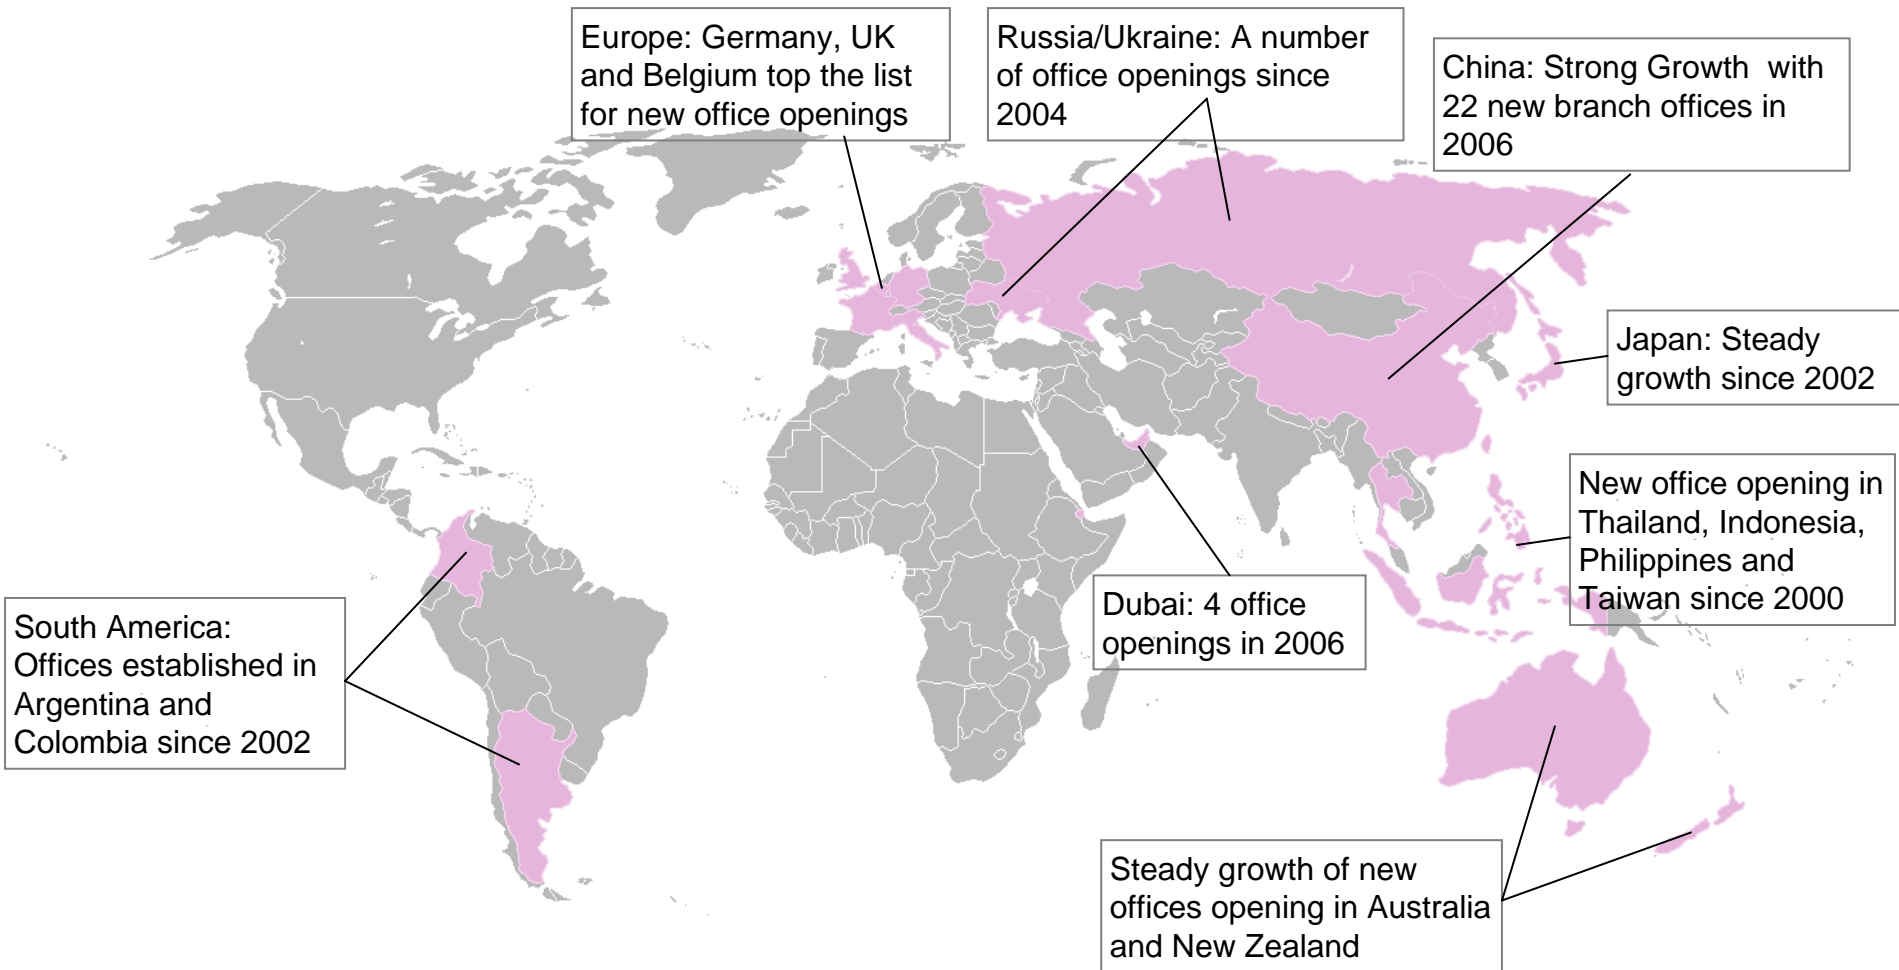 Europe: Germany, UK
and Belgium top the list
for new office openings
Russia/Ukraine: A number
of office openings since
2004
China: Strong Growth  with
22 new branch offices in
2006
Japan: Steady
growth since 2002
New office opening in
Thailand, Indonesia,
Philippines and
Taiwan since 2000
Dubai: 4 office
openings in 2006
South America:
Offices established in
Argentina and
Colombia since 2002
Steady growth of new
offices opening in Australia
and New Zealand